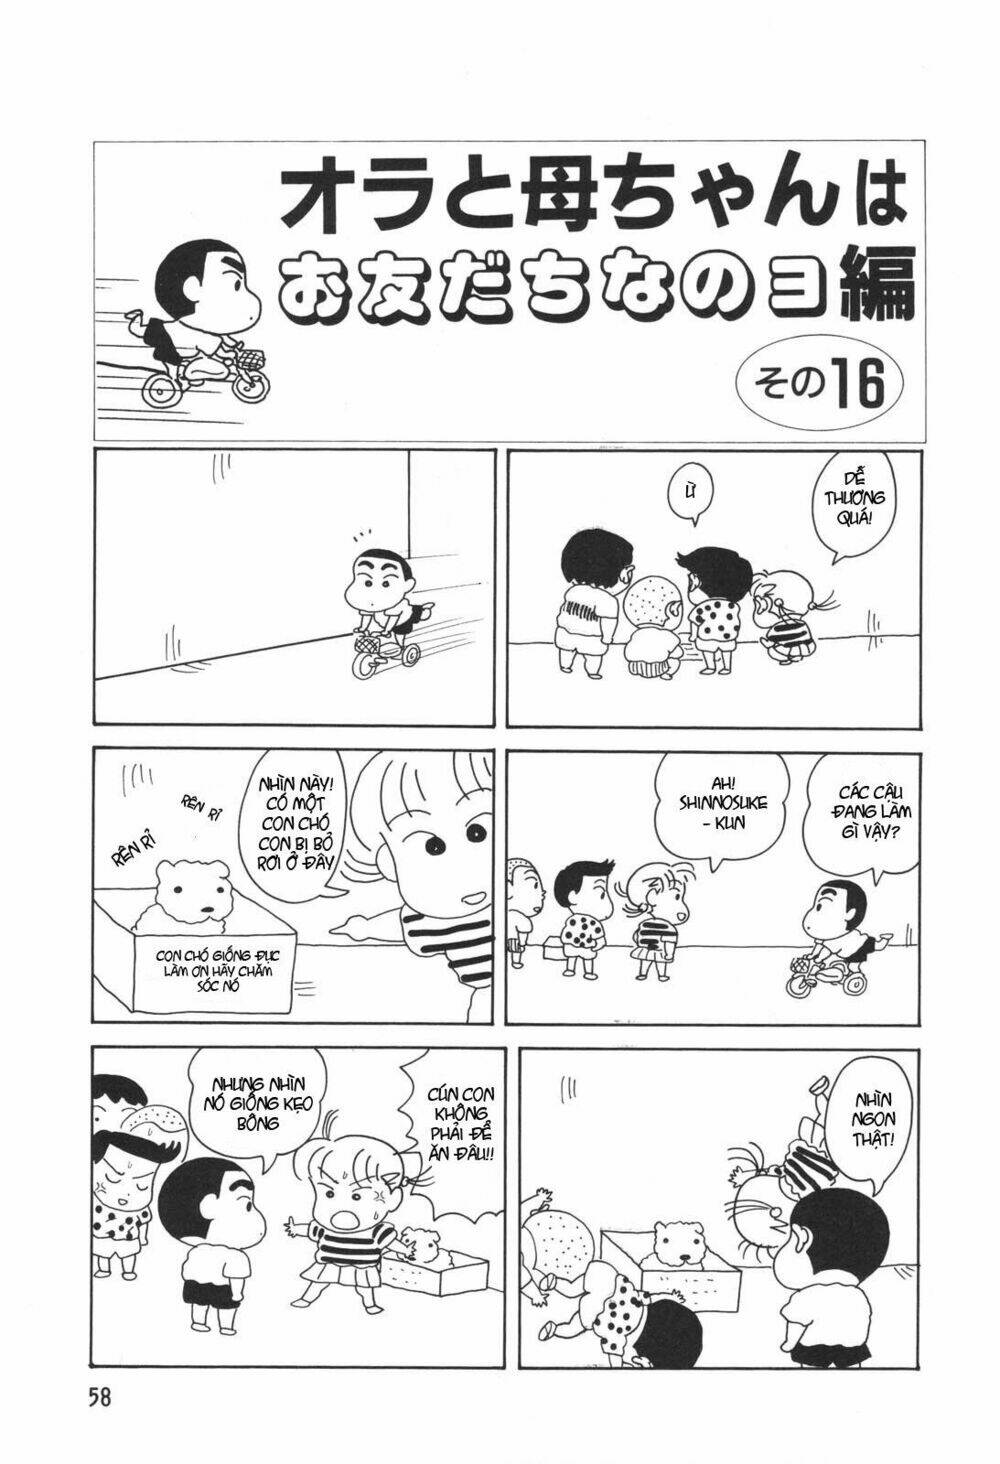 オラと母ちゃんは
お友だちなのヨ編
その16
DỄ
THƯƠNG
QUÁ!
Ừ
CÁC CẬU
ĐANG LÀM
GÌ VẬY?
AH!
SHINNOSUKE
- KUN
NHÌN NÀY!
CÓ MỘT
CON CHÓ
CON BỊ BỎ
RƠI Ở ĐÂY
RÊN RỈ
RÊN RỈ
CON CHÓ GIỐNG ĐỰC
LÀM ƠN HÃY CHĂM
SÓC NÓ
NHÌN
NGON
THẬT!
CÚN CON
KHÔNG
PHẢI ĐỂ
ĂN ĐÂU!!
NHƯNG NHÌN
NÓ GIỐNG KẸO
BÔNG
58